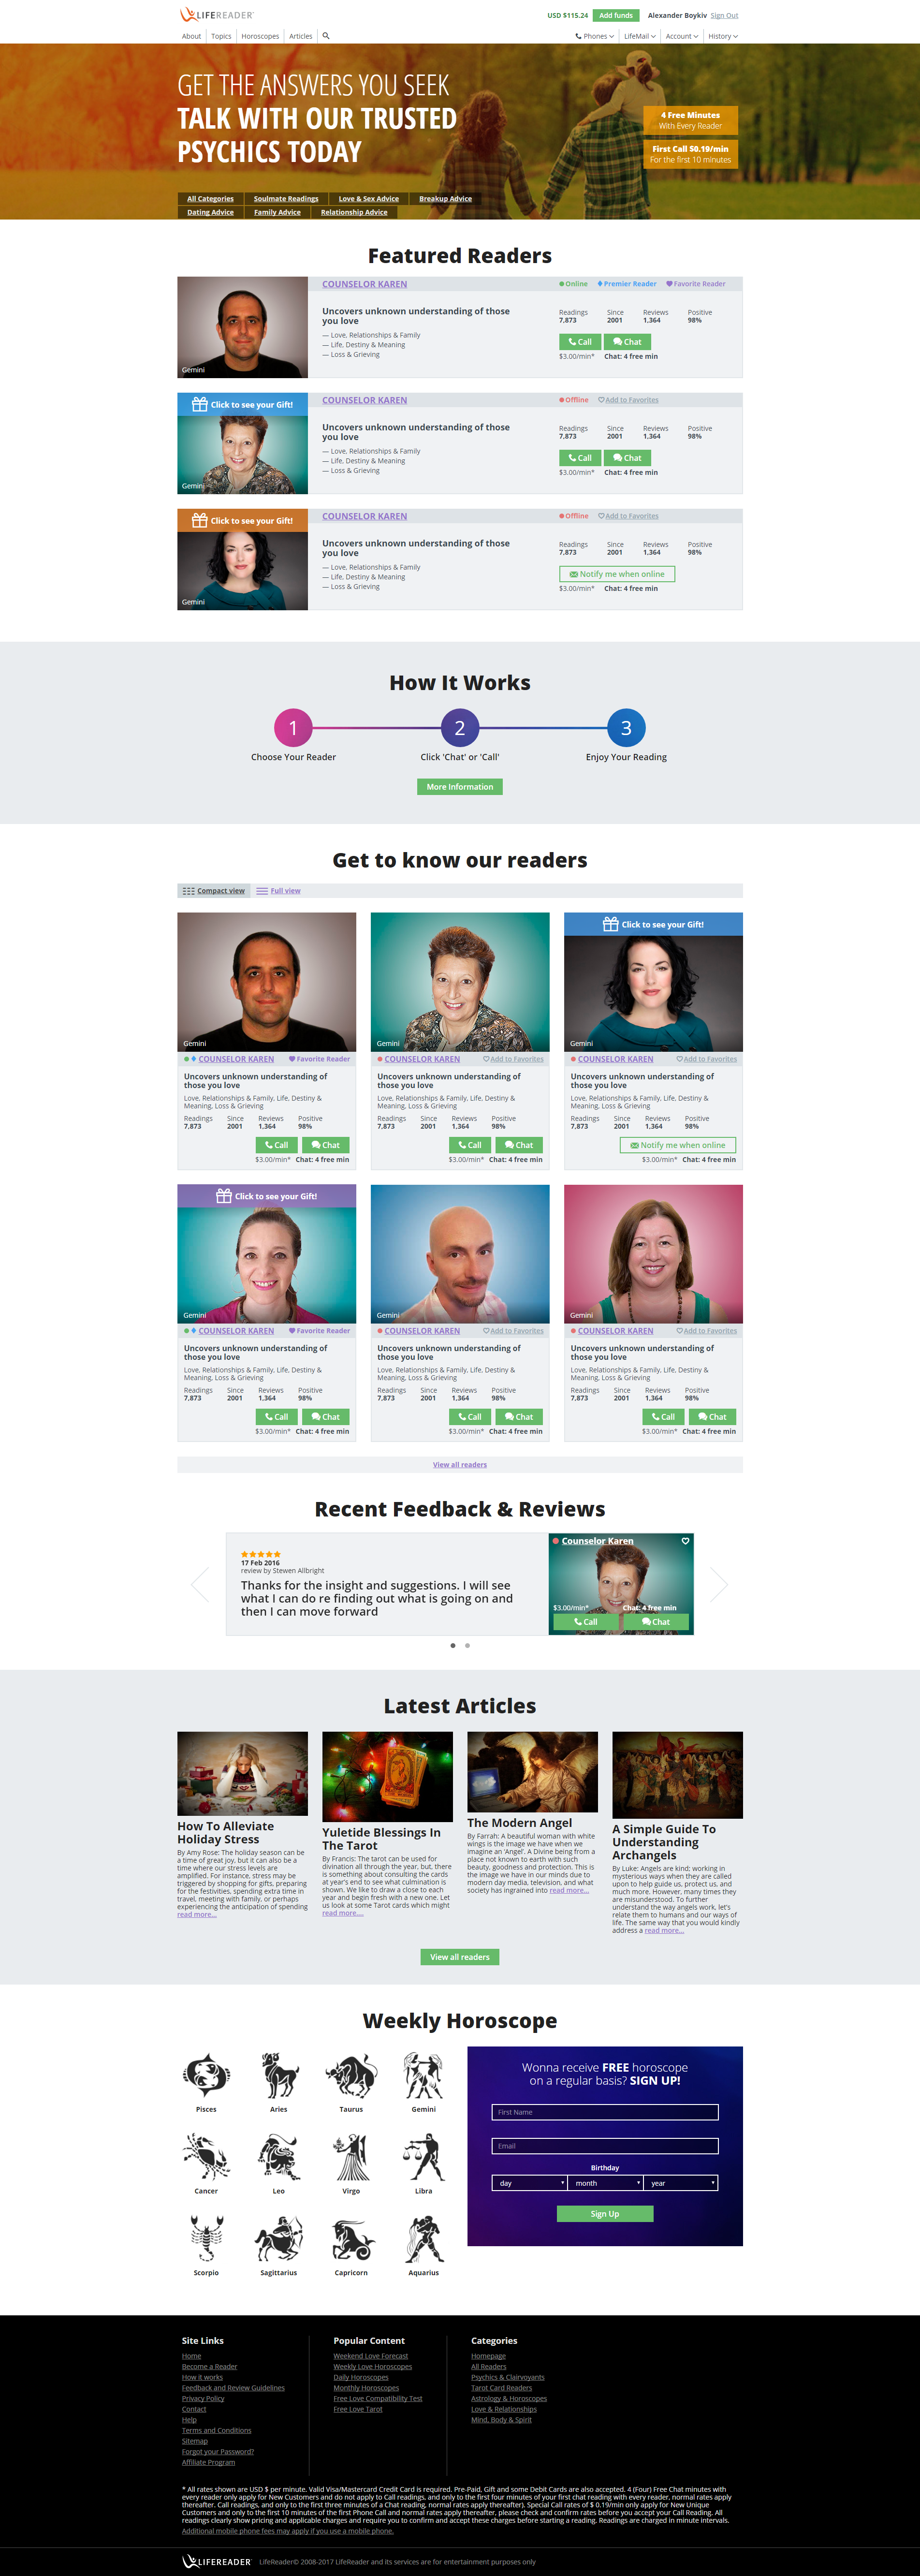 LIFEREADER
USD $115.24 Add funds Alexander Boykiv Sign Out
About Topics Horoscopes Articles
Phones LifeMail Account History
GET THE ANSWERS YOU SEEK
TALK WITH OUR TRUSTED
PSYCHICS TODAY
4 Free Minutes
With Every Reader
First Call $0.19/min
For the first 10 minutes
All Categories Soulmate Readings Love & Sex Advice Breakup Advice
Dating Advice Family Advice Relationship Advice
Featured Readers
COUNSELOR KAREN
Online Premier Reader Favorite Reader
Uncovers unknown understanding of those
you love
— Love, Relationships & Family
— Life, Destiny & Meaning
— Loss & Grieving
Readings Since Reviews Positive
7,873 2001 1,364 98%
Call Chat
$3.00/min* Chat: 4 free min
Gemini
Click to see your Gift!
COUNSELOR KAREN
Offline Add to Favorites
Uncovers unknown understanding of those
you love
— Love, Relationships & Family
— Life, Destiny & Meaning
— Loss & Grieving
Readings Since Reviews Positive
7,873 2001 1,364 98%
Call Chat
$3.00/min* Chat: 4 free min
Gemini
Click to see your Gift!
COUNSELOR KAREN
Offline Add to Favorites
Uncovers unknown understanding of those
you love
— Love, Relationships & Family
— Life, Destiny & Meaning
— Loss & Grieving
Readings Since Reviews Positive
7,873 2001 1,364 98%
Notify me when online
$3.00/min* Chat: 4 free min
Gemini
How It Works
1 2 3
Choose Your Reader Click 'Chat' or 'Call' Enjoy Your Reading
More Information
Get to know our readers
Compact view Full view
Gemini
COUNSELOR KAREN Favorite Reader
Uncovers unknown understanding of
those you love
Love, Relationships & Family, Life, Destiny &
Meaning, Loss & Grieving
Readings Since Reviews Positive
7,873 2001 1,364 98%
Call Chat
$3.00/min* Chat: 4 free min
Gemini
COUNSELOR KAREN Add to Favorites
Uncovers unknown understanding of
those you love
Love, Relationships & Family, Life, Destiny &
Meaning, Loss & Grieving
Readings Since Reviews Positive
7,873 2001 1,364 98%
Call Chat
$3.00/min* Chat: 4 free min
Click to see your Gift!
Gemini
COUNSELOR KAREN Add to Favorites
Uncovers unknown understanding of
those you love
Love, Relationships & Family, Life, Destiny &
Meaning, Loss & Grieving
Readings Since Reviews Positive
7,873 2001 1,364 98%
Notify me when online
$3.00/min* Chat: 4 free min
Click to see your Gift!
Gemini
COUNSELOR KAREN Favorite Reader
Uncovers unknown understanding of
those you love
Love, Relationships & Family, Life, Destiny &
Meaning, Loss & Grieving
Readings Since Reviews Positive
7,873 2001 1,364 98%
Call Chat
$3.00/min* Chat: 4 free min
Gemini
COUNSELOR KAREN Add to Favorites
Uncovers unknown understanding of
those you love
Love, Relationships & Family, Life, Destiny &
Meaning, Loss & Grieving
Readings Since Reviews Positive
7,873 2001 1,364 98%
Call Chat
$3.00/min* Chat: 4 free min
Gemini
COUNSELOR KAREN Add to Favorites
Uncovers unknown understanding of
those you love
Love, Relationships & Family, Life, Destiny &
Meaning, Loss & Grieving
Readings Since Reviews Positive
7,873 2001 1,364 98%
Call Chat
$3.00/min* Chat: 4 free min
View all readers
Recent Feedback & Reviews
17 Feb 2016
review by Stewen Allbright
Thanks for the insight and suggestions. I will see
what I can do re finding out what is going on and
then I can move forward
Counselor Karen
$3.00/min* Chat: 4 free min
Call Chat
Latest Articles
How To Alleviate
Holiday Stress
By Amy Rose: The holiday season can be
a time of great joy, but it can also be a
time where our stress levels are
amplified. For instance, stress may be
triggered by shopping for gifts, preparing
for the festivities, spending extra time in
travel, meeting with family, or perhaps
experiencing the anticipation of spending
read more...
Yuletide Blessings In
The Tarot
By Francis: The tarot can be used for
divination all through the year, but, there
is something about consulting the cards
at year's end to see what culmination is
shown. We like to draw a close to each
year and begin fresh with a new one. Let
us look at some Tarot cards which might
read more....
The Modern Angel
By Farrah: A beautiful woman with white
wings is the image we have when we
imagine an 'Angel'. A Divine being from a
place not known to earth with such
beauty, goodness and protection. This is
the image we have in our minds due to
modern day media, television, and what
society has ingrained into read more...
A Simple Guide To
Understanding
Archangels
By Luke: Angels are kind; working in
mysterious ways when they are called
upon to help guide us, protect us, and
much more. However, many times they
are misunderstood. To further
understand the way angels work, let's
relate them to humans and our ways of
life. The same way that you would kindly
address a read more...
View all readers
Weekly Horoscope
Pisces Aries Taurus Gemini
Cancer Leo Virgo Libra
Scorpio Sagittarius Capricorn Aquarius
Wonna receive FREE horoscope
on a regular basis? SIGN UP!
First Name
Email
Birthday
day month year
Sign Up
Site Links
Home
Become a Reader
How it works
Feedback and Review Guidelines
Privacy Policy
Contact
Help
Terms and Conditions
Sitemap
Forgot your Password?
Affiliate Program
Popular Content
Weekend Love Forecast
Weekly Love Horoscopes
Daily Horoscopes
Monthly Horoscopes
Free Love Compatibility Test
Free Love Tarot
Categories
Homepage
All Readers
Psychics & Clairvoyants
Tarot Card Readers
Astrology & Horoscopes
Love & Relationships
Mind, Body & Spirit
* All rates shown are USD $ per minute. Valid Visa/Mastercard Credit Card is required. Pre-Paid, Gift and some Debit Cards are also accepted. 4 (Four) Free Chat minutes with
every reader only apply for New Customers and do not apply to Call readings, and only to the first four minutes of your first chat reading with every reader, normal rates apply
thereafter. Call readings, and only to the first three minutes of a Chat reading, normal rates apply thereafter). Special Call rates of $ 0.19/min only apply for New Unique
Customers and only to the first 10 minutes of the first Phone Call and normal rates apply thereafter, please check and confirm rates before you accept your Call Reading. All
readings clearly show pricing and applicable charges and require you to confirm and accept these charges before starting a reading. Readings are charged in minute intervals.
Additional mobile phone fees may apply if you use a mobile phone.
LIFEREADER LifeReader© 2008-2017 LifeReader and its services are for entertainment purposes only